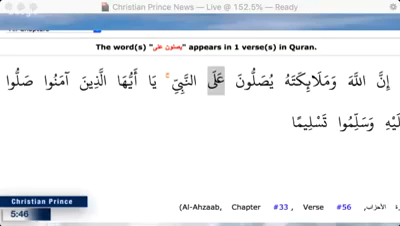 Christian Prince News — Live @ 152.5% — Ready
The word(s) "يصلون على" appears in 1 verse(s) in Quran.
إِنَّ اللَّهَ وَمَلَائِكَتَهُ يُصَلُّونَ عَلَى النَّبِيِّ ۚ يَا أَيُّهَا الَّذِينَ آمَنُوا صَلُّوا
لَيْهِ وَسَلِّمُوا تَسْلِيمًا
ة الأحزاب, (Al-Ahzaab, Chapter #33, Verse #56,
Christian Prince
5:46